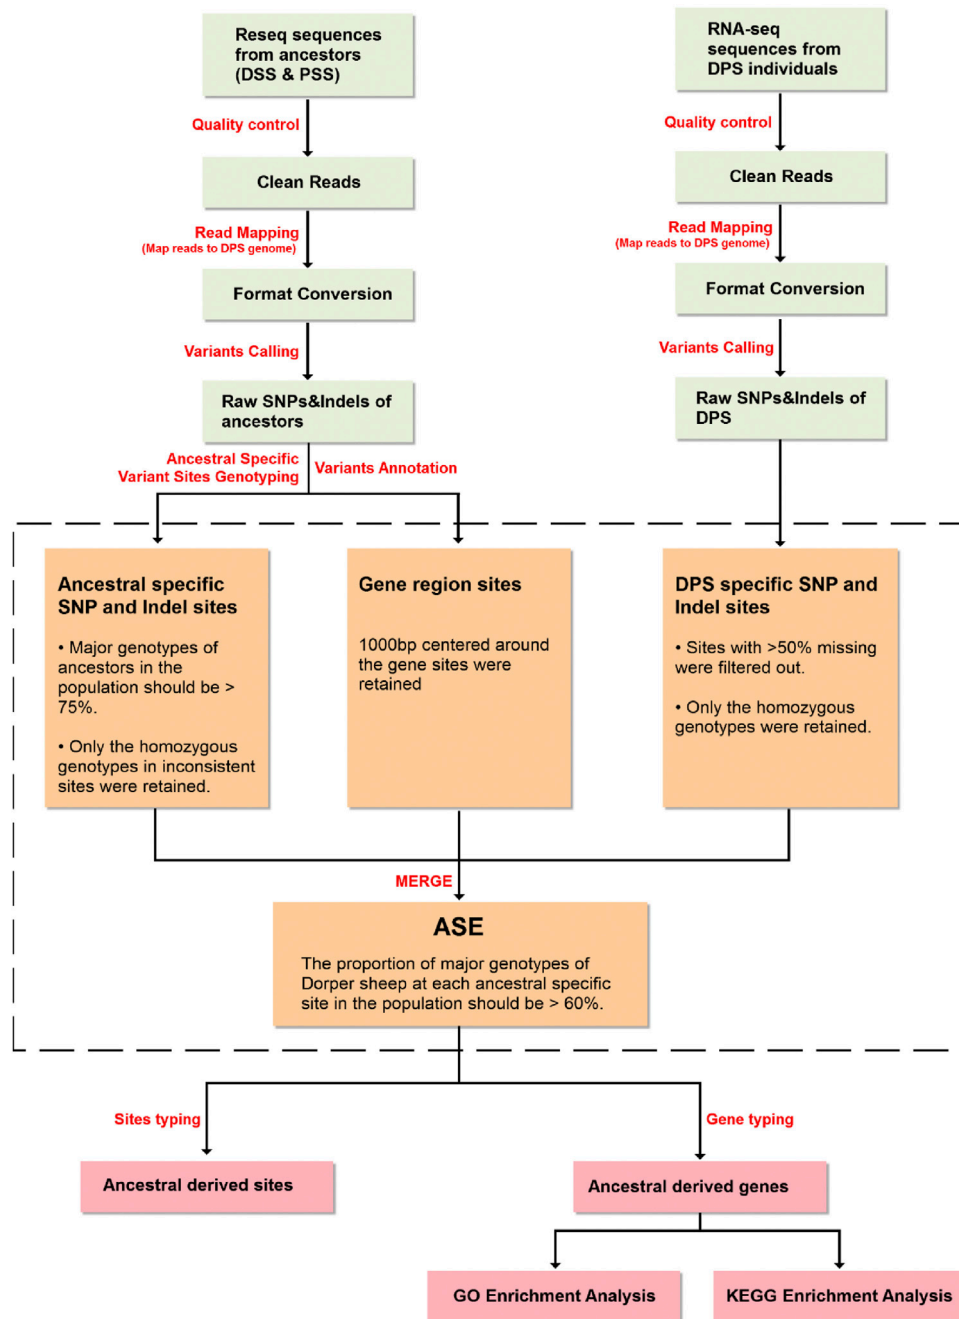 Reseq sequences
from ancestors
(DSS & PSS)
Quality control
Clean Reads
Read Mapping
(Map reads to DPS genome)
Format Conversion
Variants Calling
Raw SNPs&Indels of
ancestors
Ancestral Specific
Variant Sites Genotyping
Variants Annotation
RNA-seq
sequences from
DPS individuals
Quality control
Clean Reads
Read Mapping
(Map reads to DPS genome)
Format Conversion
Variants Calling
Raw SNPs&Indels of
DPS
Ancestral specific
SNP and Indel sites
• Major genotypes of
ancestors in the
population should be >
75%.
• Only the homozygous
genotypes in inconsistent
sites were retained.
Gene region sites
1000bp centered around
the gene sites were
retained
DPS specific SNP and
Indel sites
• Sites with >50% missing
were filtered out.
• Only the homozygous
genotypes were retained.
MERGE
ASE
The proportion of major genotypes of
Dorper sheep at each ancestral specific
site in the population should be > 60%.
Sites typing
Gene typing
Ancestral derived sites
Ancestral derived genes
GO Enrichment Analysis
KEGG Enrichment Analysis